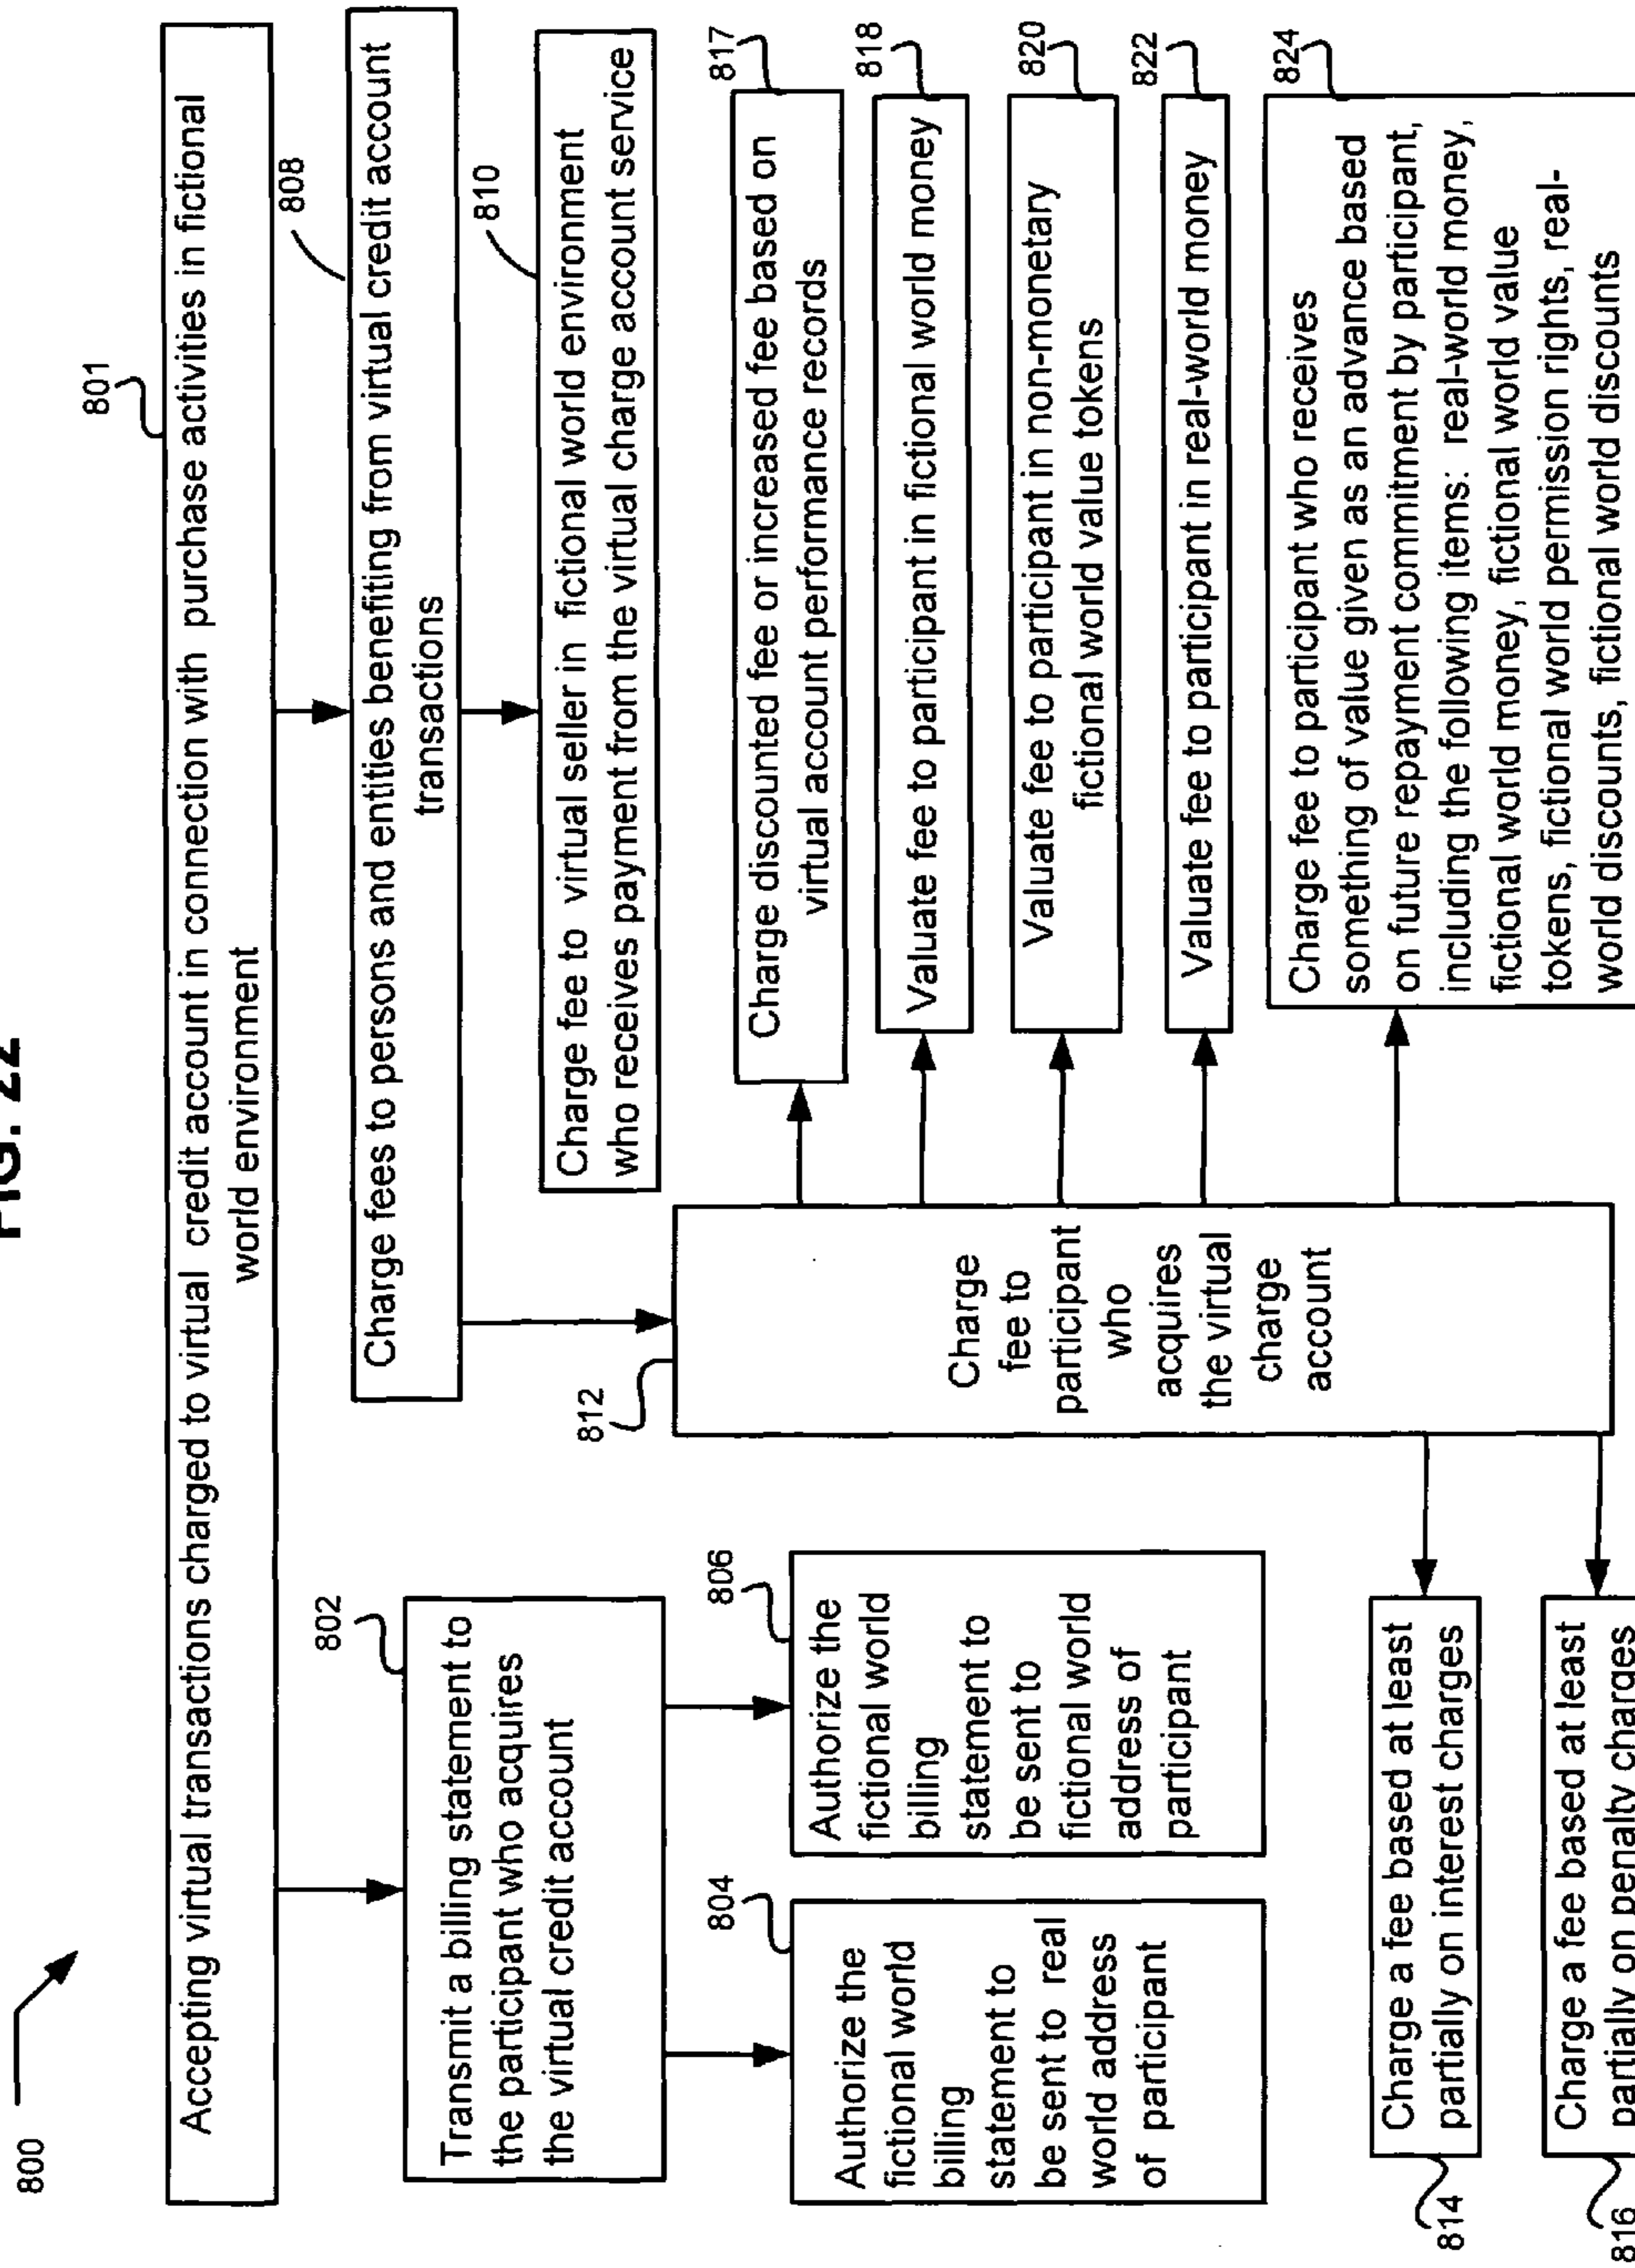 FIG. 22
800
801
Accepting virtual transactions charged to virtual credit account in connection with purchase activities in fictional
world environment
802
Transmit a billing statement to
the participant who acquires
the virtual credit account
804
Authorize the
fictional world
billing
statement to
be sent to real
world address
of participant
806
Authorize the
fictional world
billing
statement to
be sent to
fictional world
address of
participant
808
Charge fees to persons and entities benefiting from virtual credit account
transactions
810
Charge fee to virtual seller in fictional world environment
who receives payment from the virtual charge account service
812
Charge
fee to
participant
who
acquires
the virtual
charge
account
814
Charge a fee based at least
partially on interest charges
816
Charge a fee based at least
partially on penalty charges
817
Charge discounted fee or increased fee based on
virtual account performance records
818
Valuate fee to participant in fictional world money
820
Valuate fee to participant in non-monetary
fictional world value tokens
822
Valuate fee to participant in real-world money
824
Charge fee to participant who receives
something of value given as an advance based
on future repayment commitment by participant,
including the following items: real-world money,
fictional world money, fictional world value
tokens, fictional world permission rights, real-
world discounts, fictional world discounts